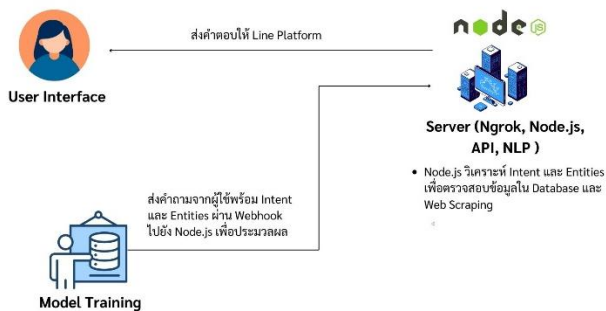 ส่งคำตอบให้ Line Platform
node
JS
User Interface
Server (Ngrok, Node.js,
API, NLP )
• Node.js วิเคราะห์ Intent และ Entities
เพื่อตรวจสอบข้อมูลใน Database และ
Web Scraping
ส่งคำถามจากผู้ใช้พร้อม Intent
และ Entities ผ่าน Webhook
ไปยัง Node.js เพื่อประมวลผล
Model Training